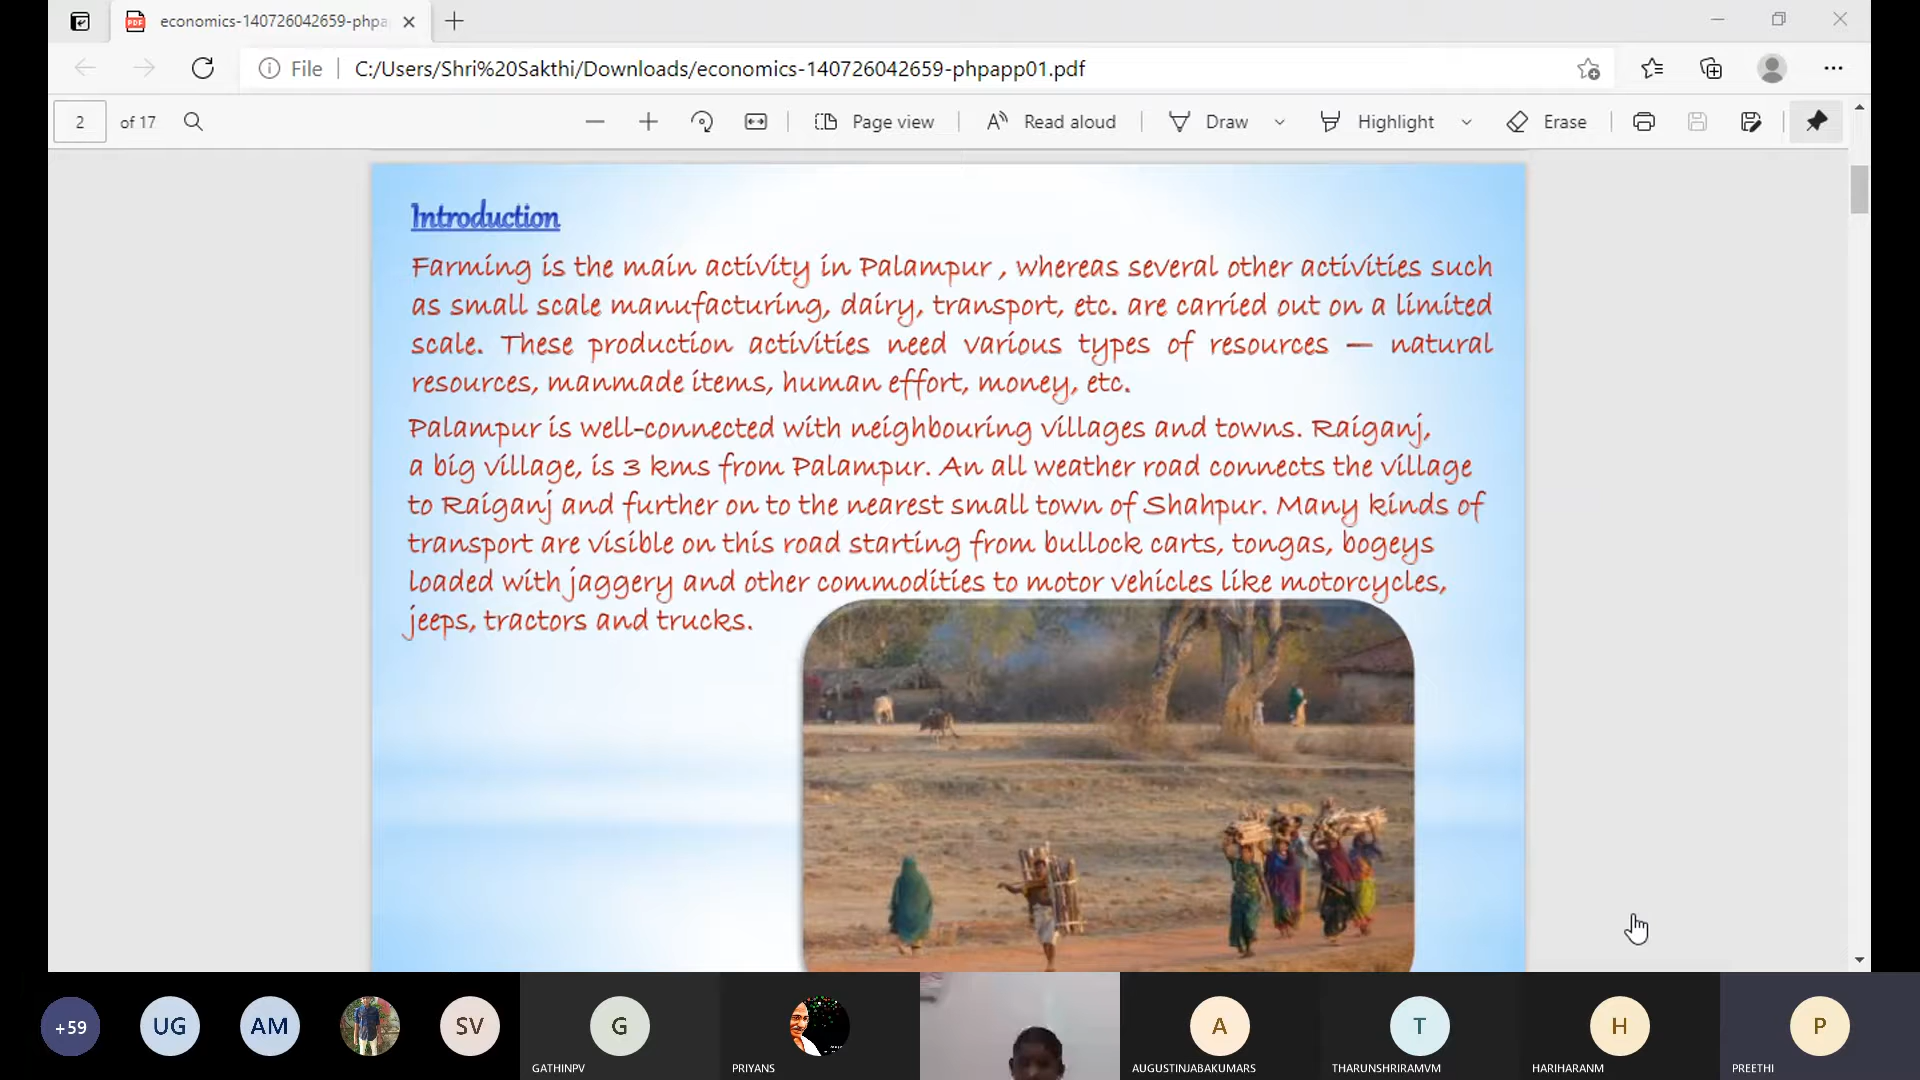 economics-140726042659-phpa
File
C:/Users/Shri%20Sakthi/Downloads/economics-140726042659-phpapp01.pdf
2 of 17
Page view
Read aloud
Draw
Highlight
Erase
Introduction
Farming is the main activity in Palampur , whereas several other activities such
as small scale manufacturing, dairy, transport, etc. are carried out on a limited
scale. These production activities need various types of resources — natural
resources, manmade items, human effort, money, etc.
Palampur is well-connected with neighbouring villages and towns. Raiganj,
a big village, is 3 kms from Palampur. An all weather road connects the village
to Raiganj and further on to the nearest small town of Shahpur. Many kinds of
transport are visible on this road starting from bullock carts, tongas, bogeys
loaded with jaggery and other commodities to motor vehicles like motorcycles,
jeeps, tractors and trucks.
+59
UG
AM
SV
G
A
T
H
P
GATHINPV
PRIYANS
AUGUSTINJABAKUMARS
THARUNSHRIRAMVM
HARIHARANM
PREETHI